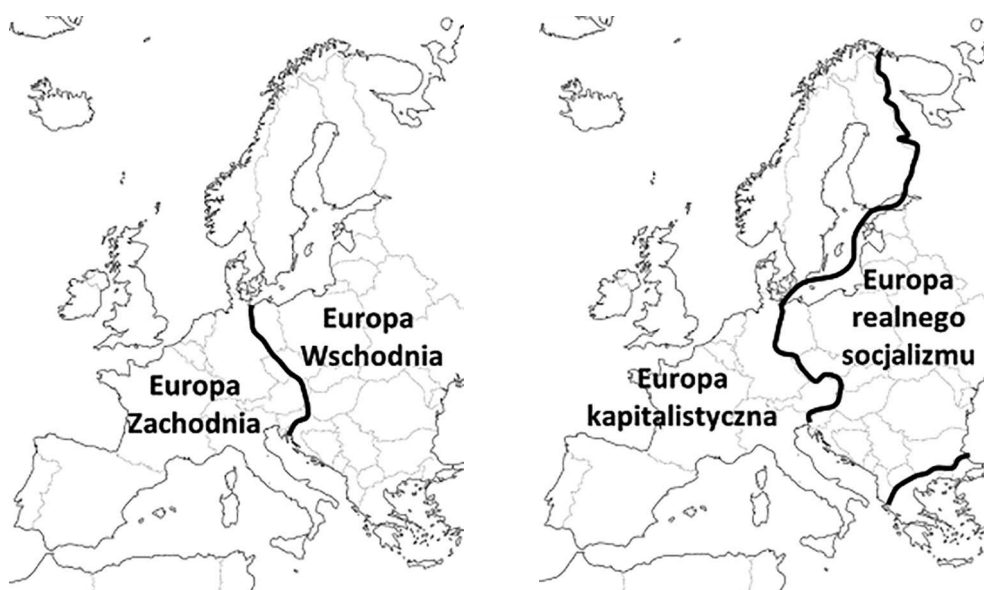 Europa
Wschodnia
Europa
Zachodnia
Europa
realnego
socjalizmu
Europa
kapitalistyczna